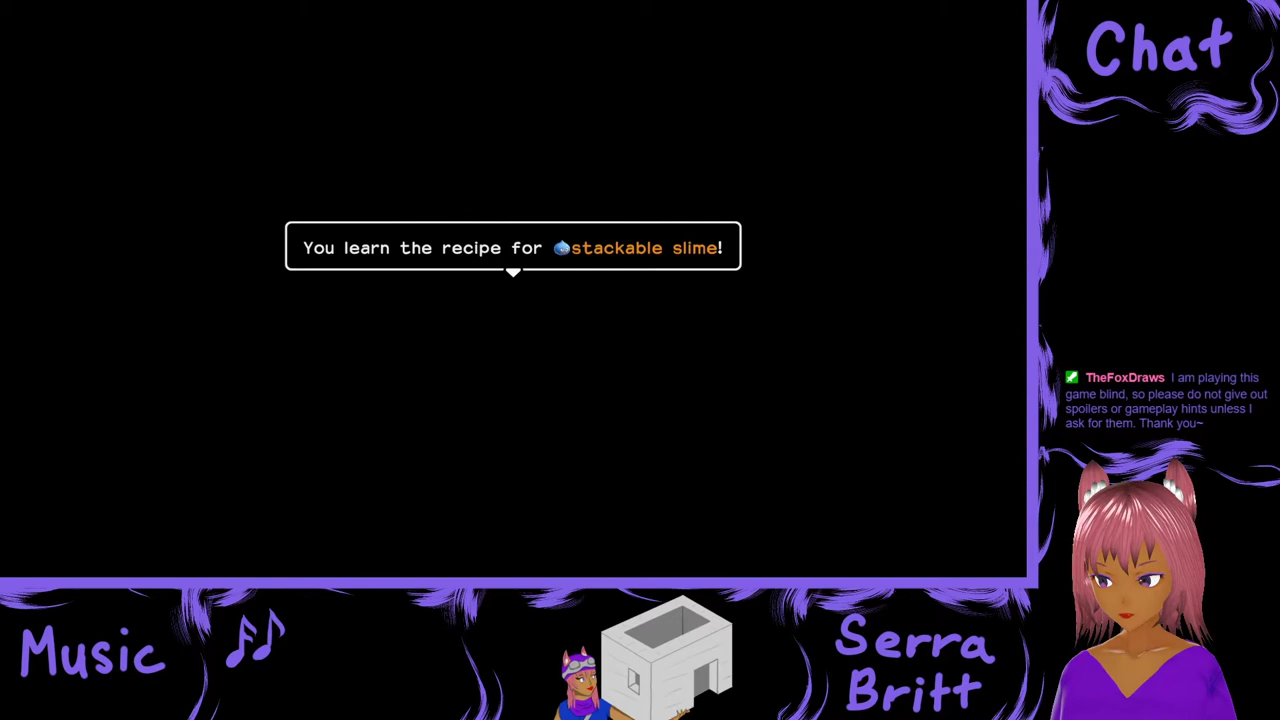 Chat
You learn the recipe for stackable slime!
TheFoxDraws I am playing this
game blind, so please do not give out
spoilers or gameplay hints unless I
ask for them. Thank you~
Music
Serra
Britt